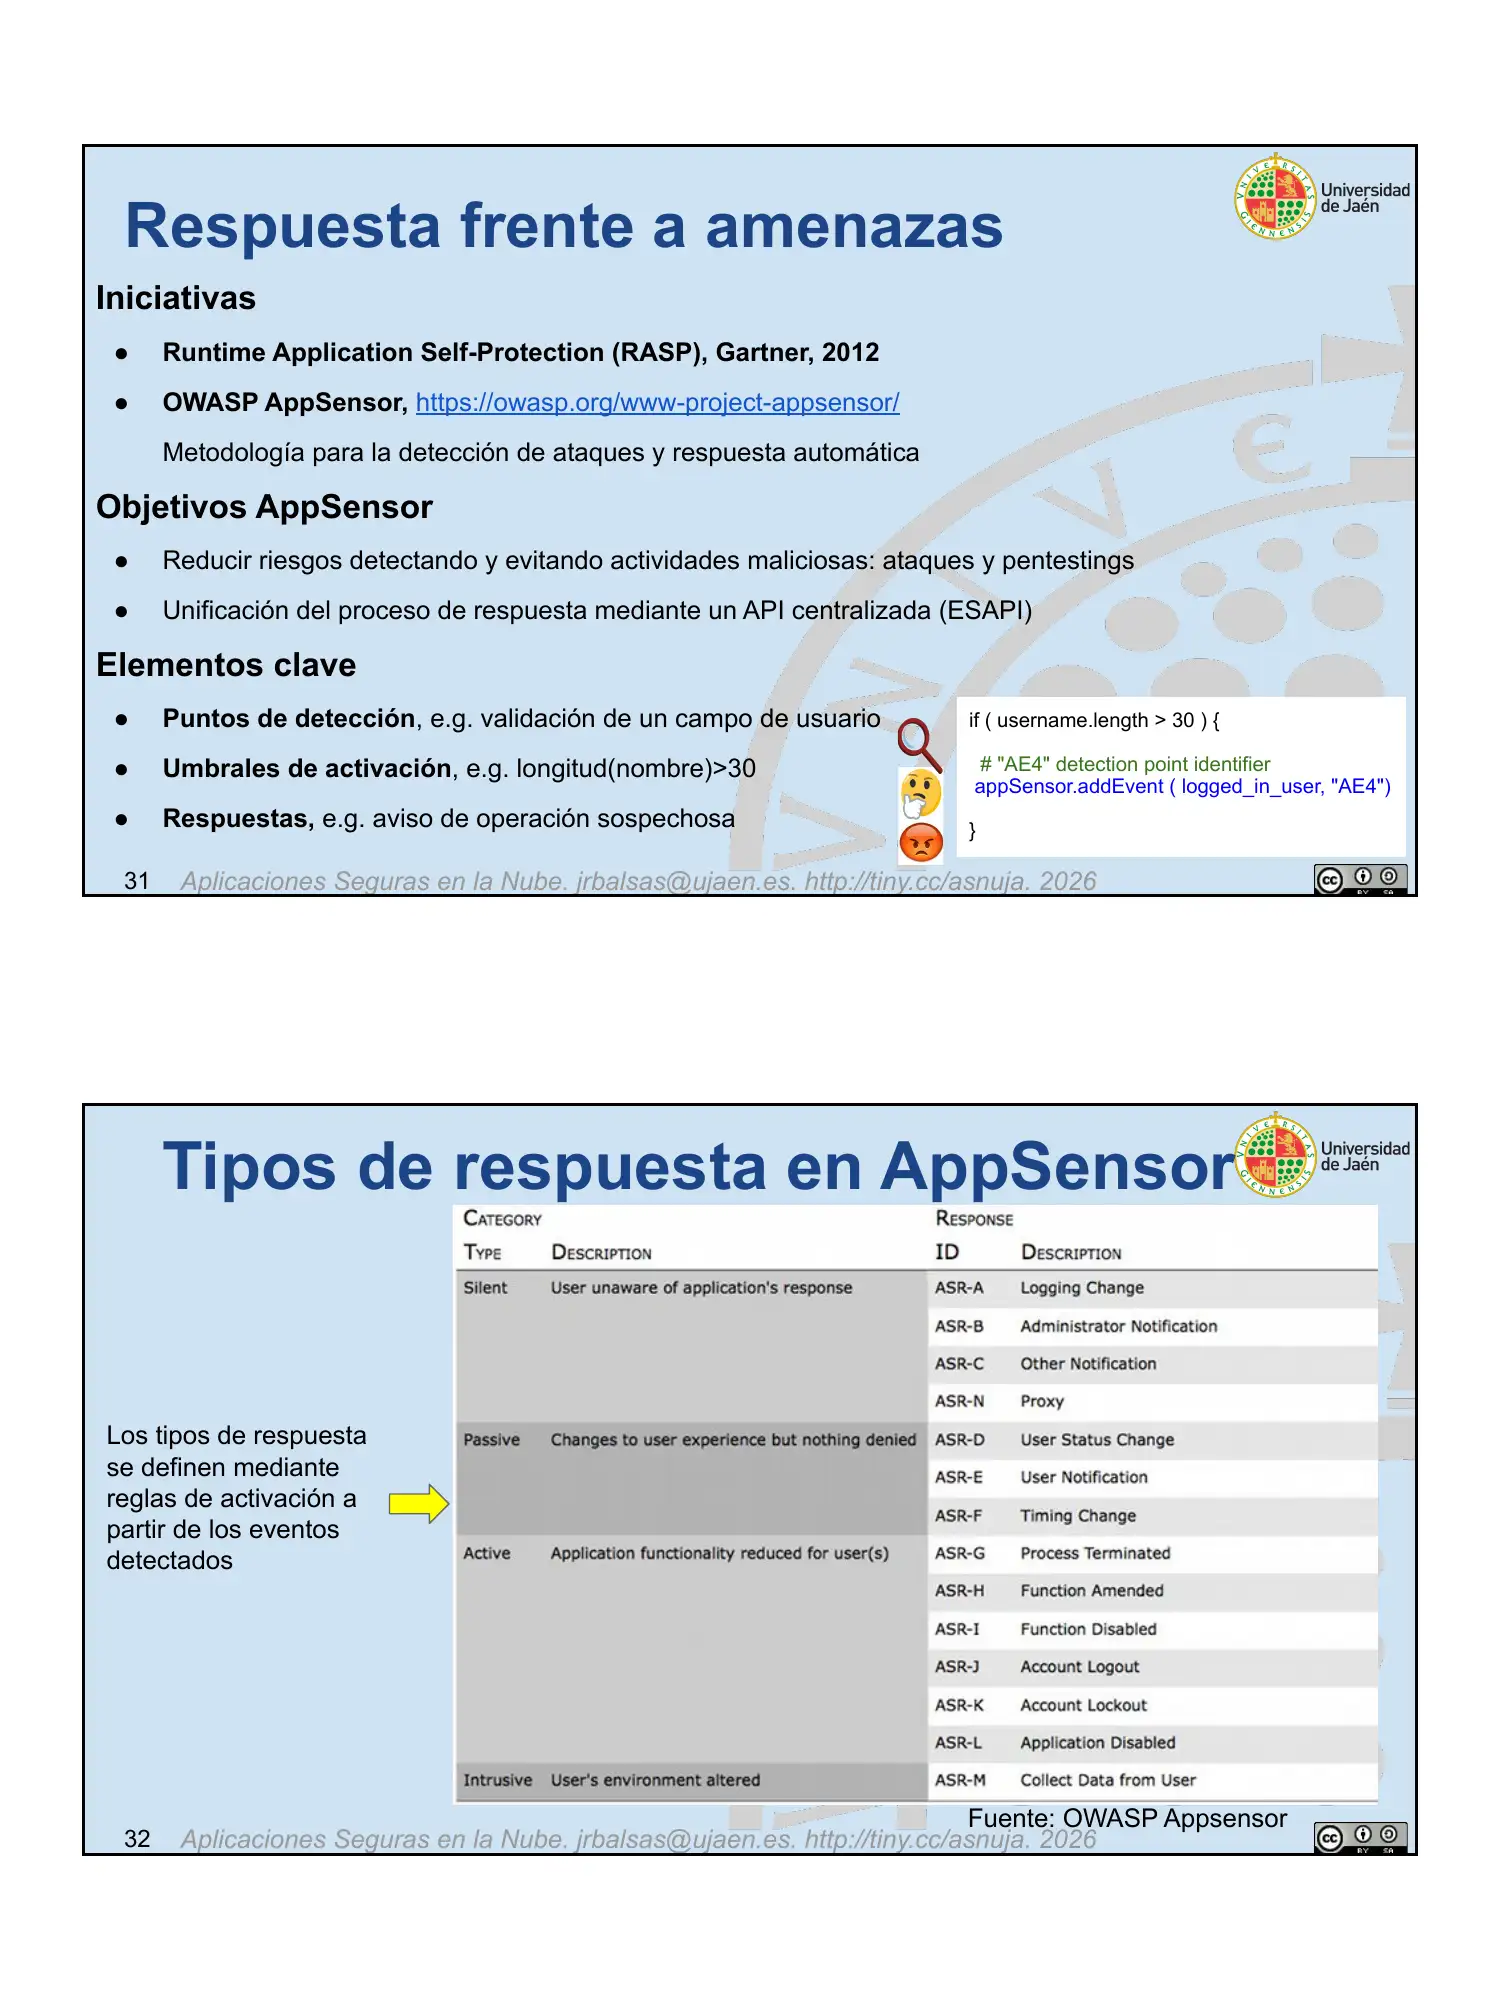 Respuesta frente a amenazas
Universidad
de Jaén
Iniciativas
● Runtime Application Self-Protection (RASP), Gartner, 2012
● OWASP AppSensor, https://owasp.org/www-project-appsensor/
Metodología para la detección de ataques y respuesta automática
Objetivos AppSensor
● Reducir riesgos detectando y evitando actividades maliciosas: ataques y pentestings
● Unificación del proceso de respuesta mediante un API centralizada (ESAPI)
Elementos clave
● Puntos de detección, e.g. validación de un campo de usuario
● Umbrales de activación, e.g. longitud(nombre)>30
● Respuestas, e.g. aviso de operación sospechosa
if ( username.length > 30 ) {
# "AE4" detection point identifier
appSensor.addEvent ( logged_in_user, "AE4")
}
31 Aplicaciones Seguras en la Nube. jrbalsas@ujaen.es. http://tiny.cc/asnuja. 2026
cc BY SA
Tipos de respuesta en AppSensor
Universidad
de Jaén
Los tipos de respuesta
se definen mediante
reglas de activación a
partir de los eventos
detectados
CATEGORY RESPONSE
TYPE DESCRIPTION ID DESCRIPTION
Silent User unaware of application's response ASR-A Logging Change
ASR-B Administrator Notification
ASR-C Other Notification
ASR-N Proxy
Passive Changes to user experience but nothing denied ASR-D User Status Change
ASR-E User Notification
ASR-F Timing Change
Active Application functionality reduced for user(s) ASR-G Process Terminated
ASR-H Function Amended
ASR-I Function Disabled
ASR-J Account Logout
ASR-K Account Lockout
ASR-L Application Disabled
Intrusive User's environment altered ASR-M Collect Data from User
Fuente: OWASP Appsensor
32 Aplicaciones Seguras en la Nube. jrbalsas@ujaen.es. http://tiny.cc/asnuja. 2026
cc BY SA